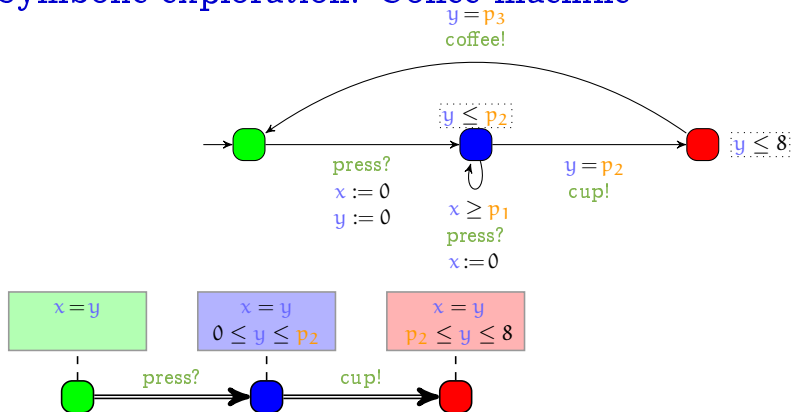 Symbolic exploration: Coffee machine
y = p3
coffee!
y ≤ p2
y ≤ 8
press?
x := 0
y := 0
y = p2
cup!
x ≥ p1
press?
x := 0
x = y
x = y
0 ≤ y ≤ p2
x = y
p2 ≤ y ≤ 8
press?
cup!